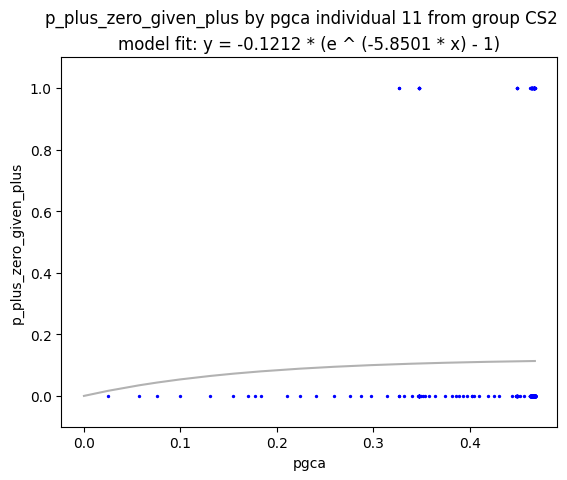 p_plus_zero_given_plus by pgca individual 11 from group CS2
model fit: y = -0.1212 * (e ^ (-5.8501 * x) - 1)
1.0
0.8
0.6
0.4
0.2
0.0
p_plus_zero_given_plus
0.0 0.1 0.2 0.3 0.4
pgca